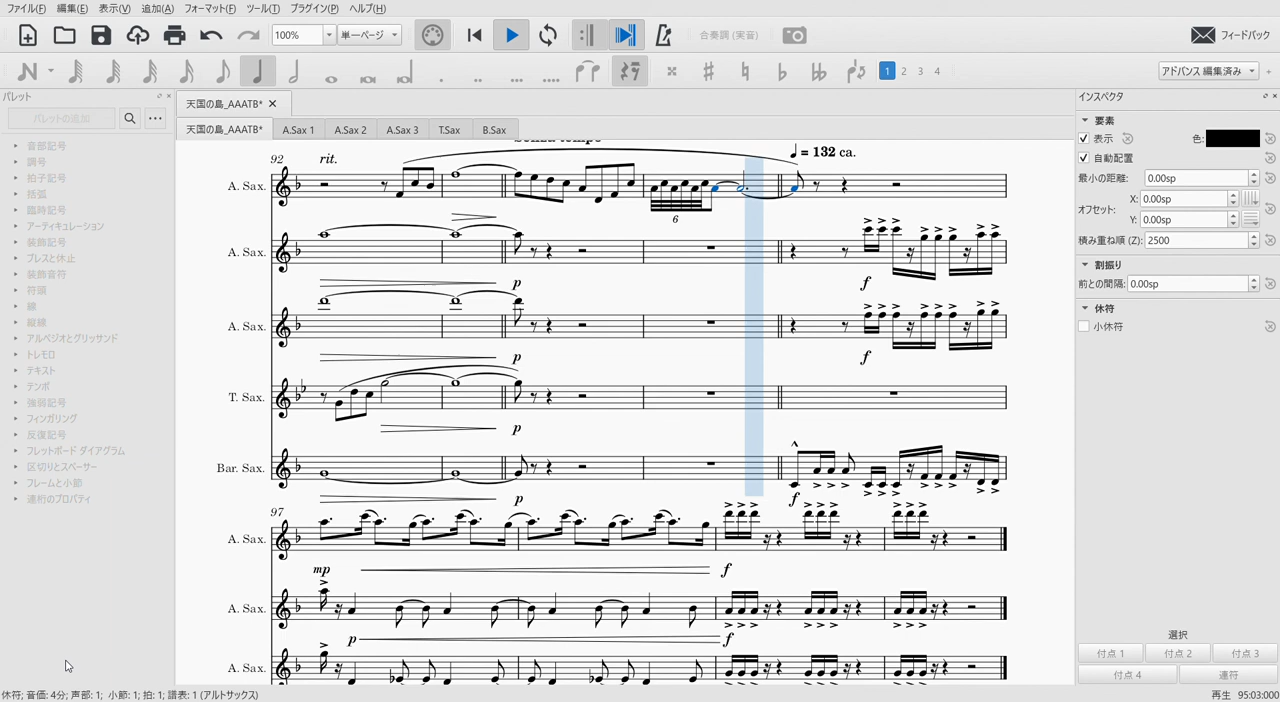 ファイル(F) 編集(E) 表示(V) 追加(A) フォーマット(F) ツール(T) プラグイン(P) ヘルプ(H)
100% 単一ページ 合奏調 (実音) フィードバック
1 2 3 4 アドバンス 編集済み +
パレット
天国の島_AAATB*
天国の島_AAATB* A.Sax 1 A.Sax 2 A.Sax 3 T.Sax B.Sax
パレットの追加
音部記号
調号
拍子記号
括弧
臨時記号
アーティキュレーション
装飾記号
ブレスと休止
装飾音符
符頭
線
縦線
アルペジオとグリッサンド
トレモロ
テキスト
テンポ
強弱記号
フィンガリング
反復記号
フレットボード ダイアグラム
区切りとスペーサー
フレームと小節
連桁のプロパティ
92 rit. = 132 ca.
A. Sax.
6
A. Sax.
p f
A. Sax.
p f
T. Sax.
p
Bar. Sax.
p f
97
A. Sax.
mp f
A. Sax.
p f
A. Sax.
インスペクタ
要素
表示 色:
自動配置
最小の距離: 0.00sp
オフセット: X: 0.00sp
Y: 0.00sp
積み重ね順 (Z): 2500
割振り
前との間隔: 0.00sp
休符
小休符
選択
付点 1 付点 2 付点 3
付点 4 連符
休符; 音価: 4分; 声部: 1; 小節: 1; 拍: 1; 譜表: 1 (アルトサックス) 再生 95:03:000